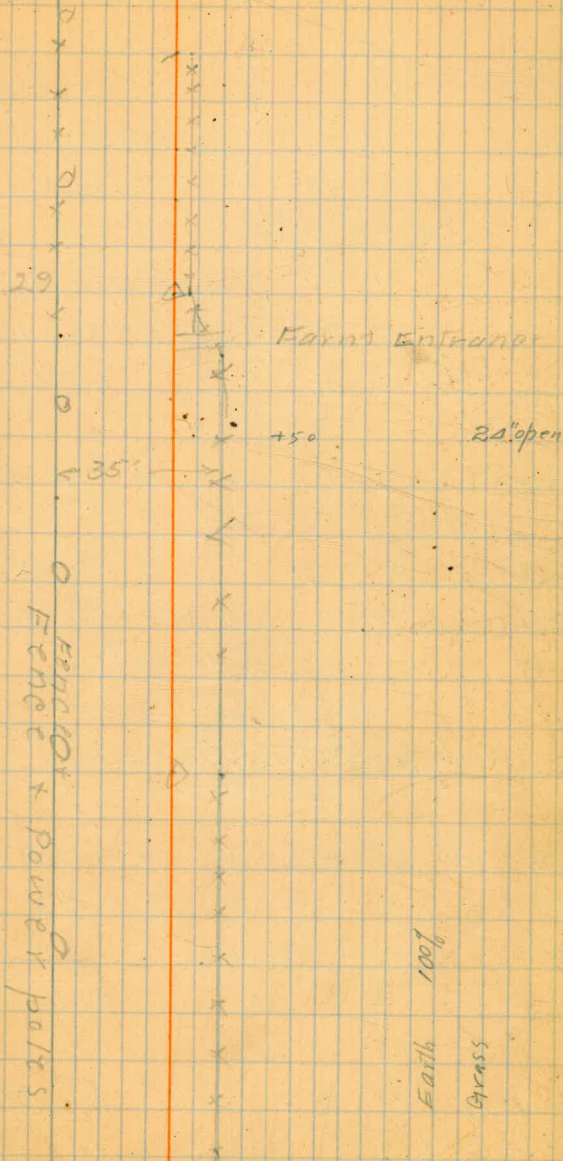 29
Farm Entrance
+50
24" open
35'
Fence
Fence + Power poles
Earth 100%
Grass